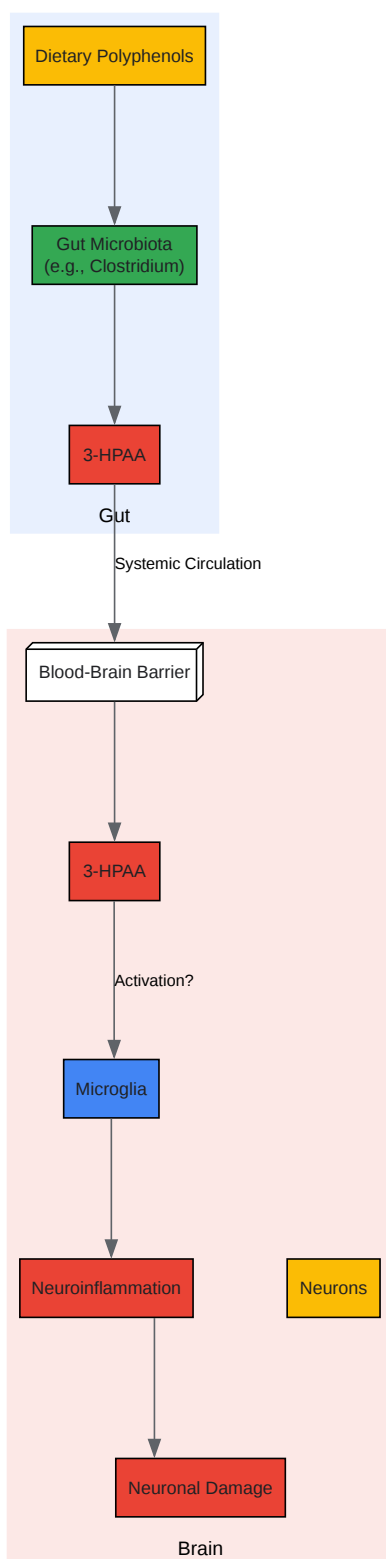 Dietary Polyphenols
Gut Microbiota
(e.g., Clostridium)
3-HPAA
Gut
Systemic Circulation
Blood-Brain Barrier
3-HPAA
Activation?
Microglia
Neuroinflammation
Neurons
Neuronal Damage
Brain